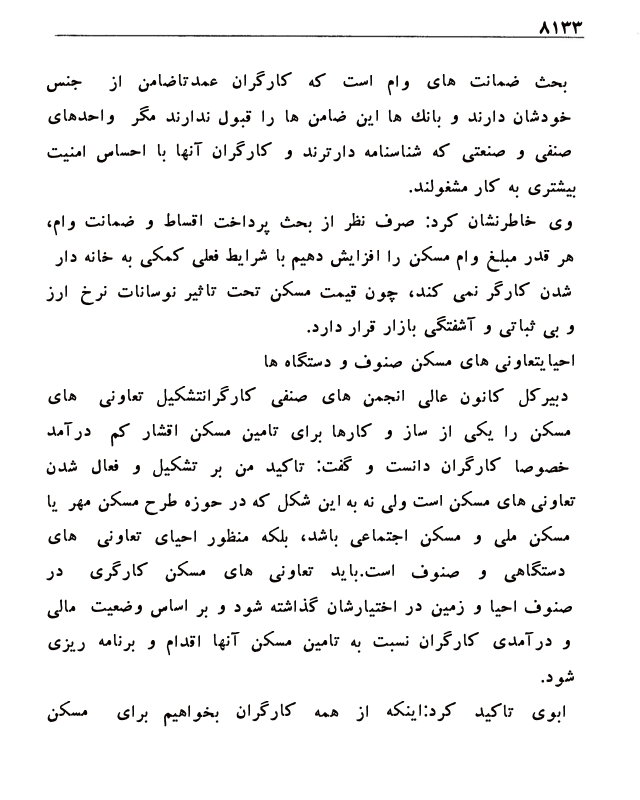 ۸۱۳۳
بحث ضمانت های وام است که کارگران عمدتاضامن از جنس
خودشان دارند و بانك ها این ضامن ها را قبول ندارند مگر واحدهای
صنفی و صنعتی که شناسنامه دارترند و کارگران آنها با احساس امنیت
بیشتری به کار مشغولند.
وی خاطرنشان کرد: صرف نظر از بحث پرداخت اقساط و ضمانت وام،
هر قدر مبلغ وام مسکن را افزایش دهیم با شرایط فعلی کمکی به خانه دار
شدن کارگر نمی کند، چون قیمت مسکن تحت تاثیر نوسانات نرخ ارز
و بی ثباتی و آشفتگی بازار قرار دارد.
احیایتعاونی های مسکن صنوف و دستگاه ها
دبیرکل کانون عالی انجمن های صنفی کارگرانتشکیل تعاونی های
مسکن را یکی از ساز و کارها برای تامین مسکن اقشار کم درآمد
خصوصا کارگران دانست و گفت: تاکید من بر تشکیل و فعال شدن
تعاونی های مسکن است ولی نه به این شکل که در حوزه طرح مسکن مهر یا
مسکن ملی و مسکن اجتماعی باشد، بلکه منظور احیای تعاونی های
دستگاهی و صنوف است.باید تعاونی های مسکن کارگری در
صنوف احیا و زمین در اختیارشان گذاشته شود و بر اساس وضعیت مالی
و درآمدی کارگران نسبت به تامین مسکن آنها اقدام و برنامه ریزی
شود.
ابوی تاکید کرد:اینکه از همه کارگران بخواهیم برای مسکن